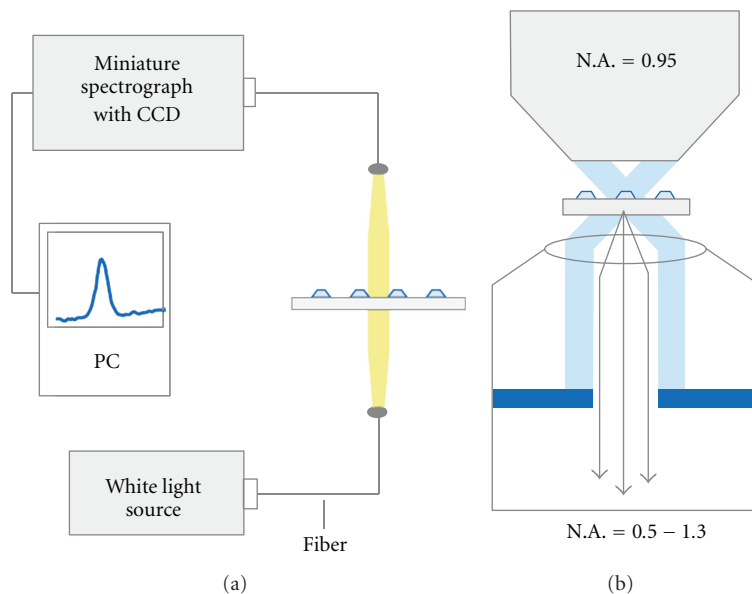 Miniature
spectrograph
with CCD
PC
White light
source
Fiber
(a)
N.A. = 0.95
N.A. = 0.5 − 1.3
(b)